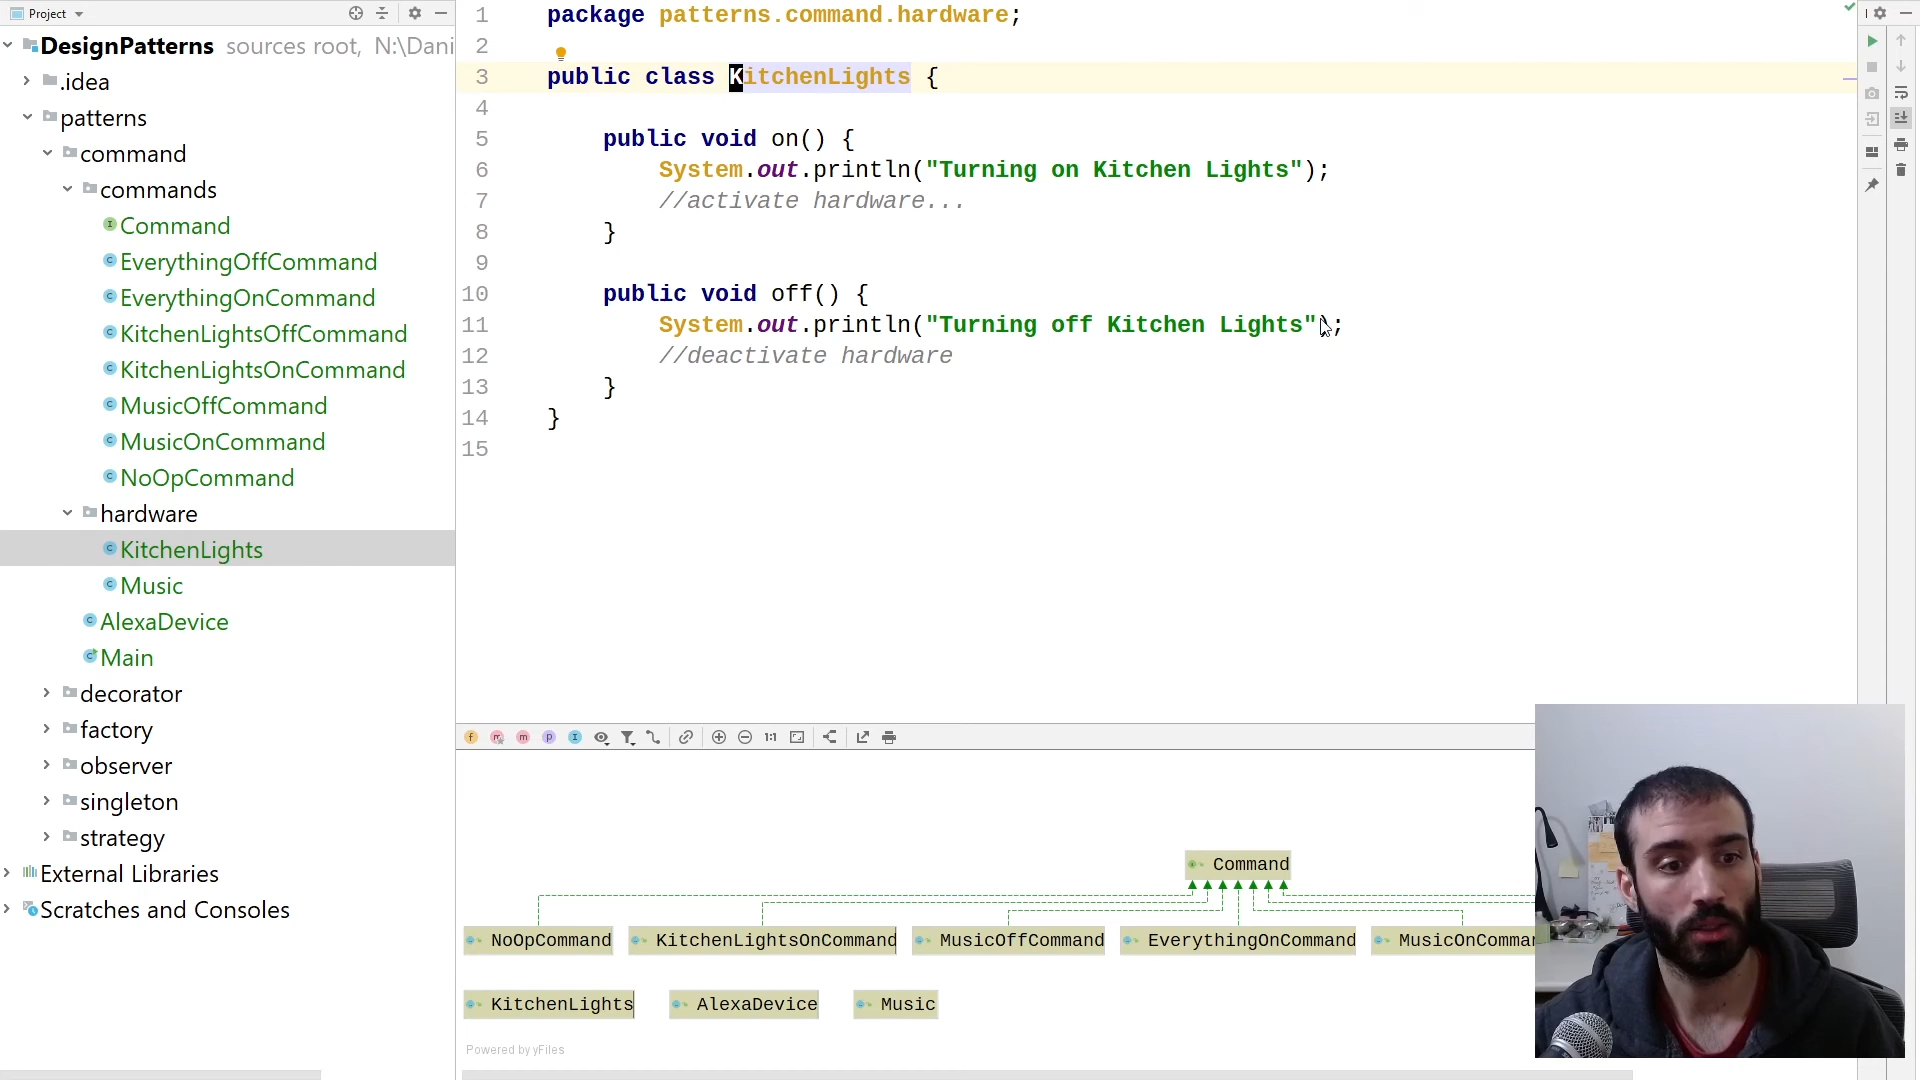 Project
DesignPatterns sources root, N:\Dani
.idea
patterns
command
commands
Command
EverythingOffCommand
EverythingOnCommand
KitchenLightsOffCommand
KitchenLightsOnCommand
MusicOffCommand
MusicOnCommand
NoOpCommand
hardware
KitchenLights
Music
AlexaDevice
Main
decorator
factory
observer
singleton
strategy
External Libraries
Scratches and Consoles
1 package patterns.command.hardware;
2
3 public class KitchenLights {
4
5 public void on() {
6 System.out.println("Turning on Kitchen Lights");
7 //activate hardware...
8 }
9
10 public void off() {
11 System.out.println("Turning off Kitchen Lights");
12 //deactivate hardware
13 }
14 }
15
1:1
Command
NoOpCommand KitchenLightsOnCommand MusicOffCommand EverythingOnCommand MusicOnComman
KitchenLights AlexaDevice Music
Powered by yFiles